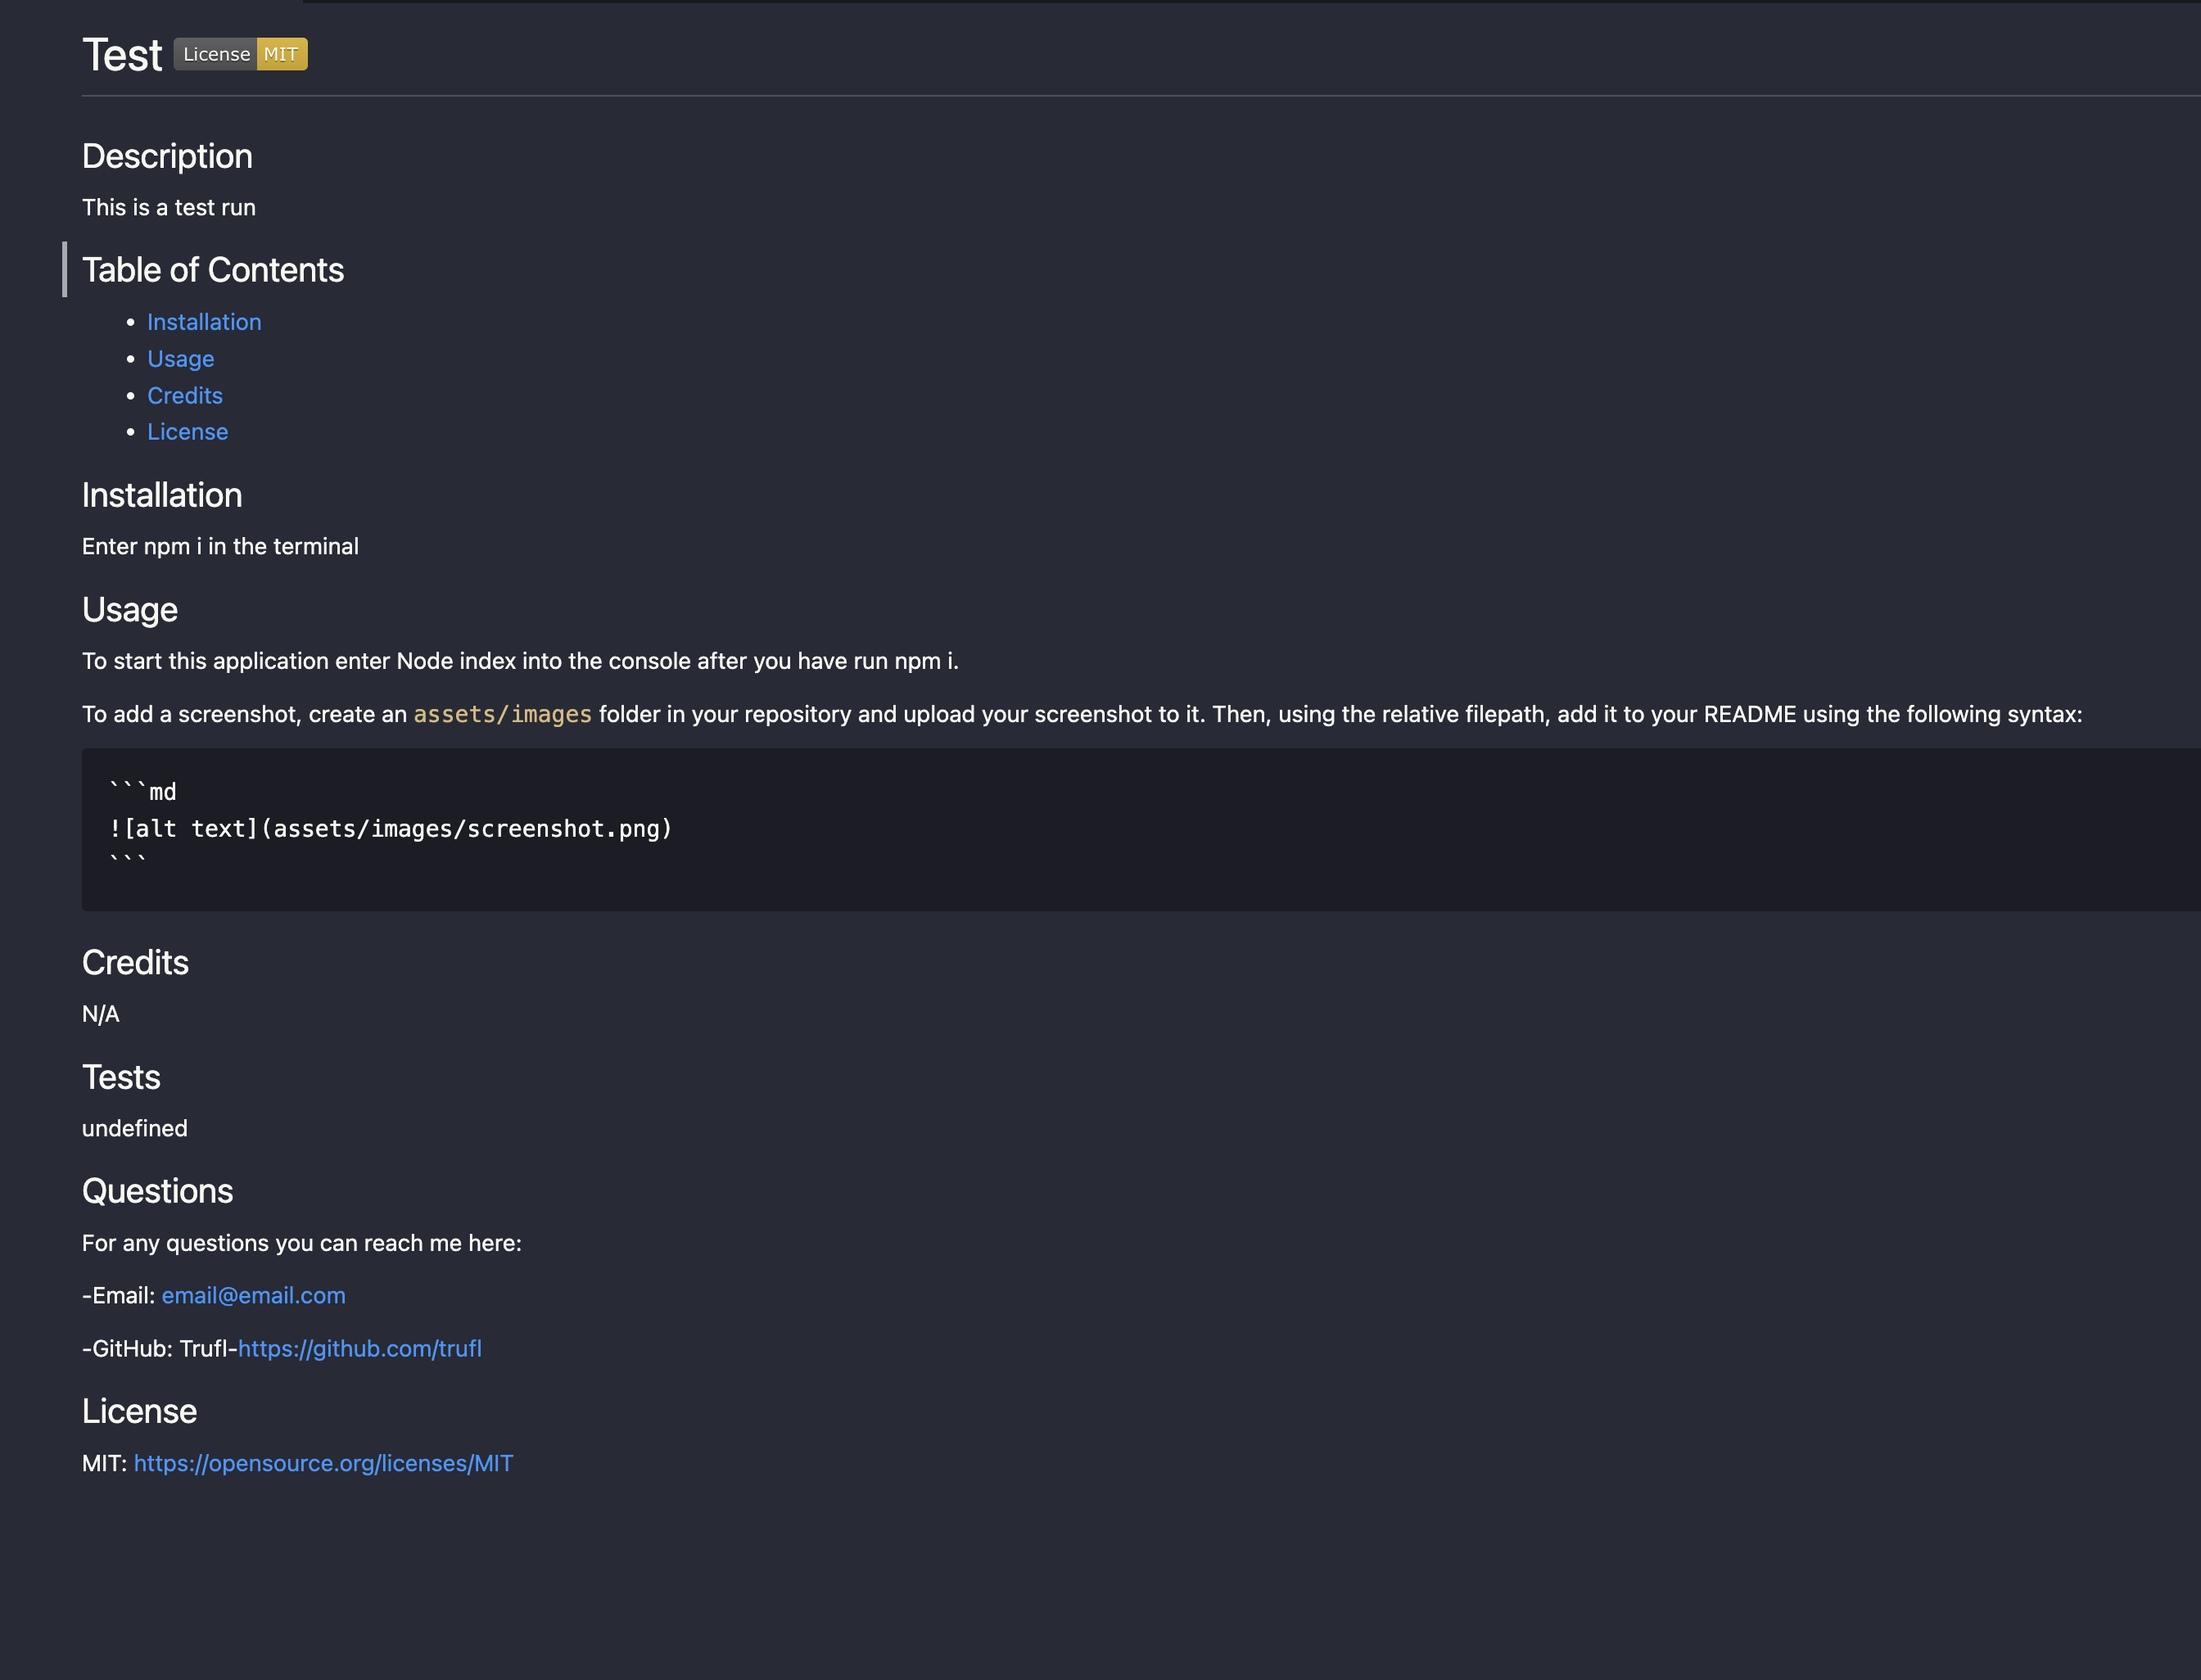 Test License MIT
Description
This is a test run
Table of Contents
Installation
Usage
Credits
License
Installation
Enter npm i in the terminal
Usage
To start this application enter Node index into the console after you have run npm i.
To add a screenshot, create an assets/images folder in your repository and upload your screenshot to it. Then, using the relative filepath, add it to your README using the following syntax:
```md
![alt text](assets/images/screenshot.png)
```
Credits
N/A
Tests
undefined
Questions
For any questions you can reach me here:
-Email: email@email.com
-GitHub: Trufl-https://github.com/trufl
License
MIT: https://opensource.org/licenses/MIT